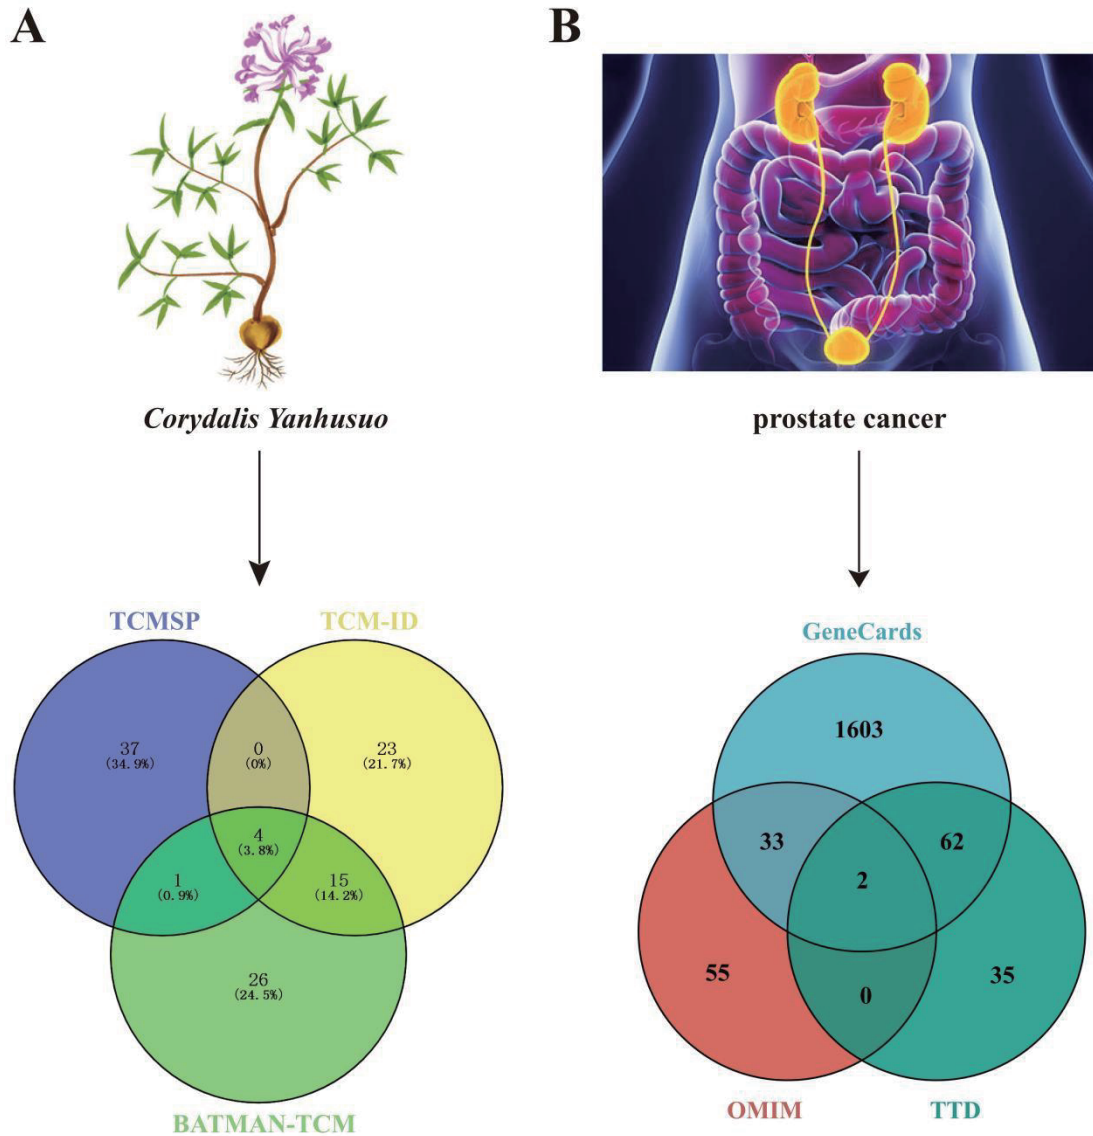 A
B
Corydalis Yanhusuo
prostate cancer
TCMSP
TCM-ID
37
(34.9%)
0
(0%)
23
(21.7%)
4
(3.8%)
1
(0.9%)
15
(14.2%)
26
(24.5%)
BATMAN-TCM
GeneCards
1603
33
62
2
55
0
35
OMIM
TTD